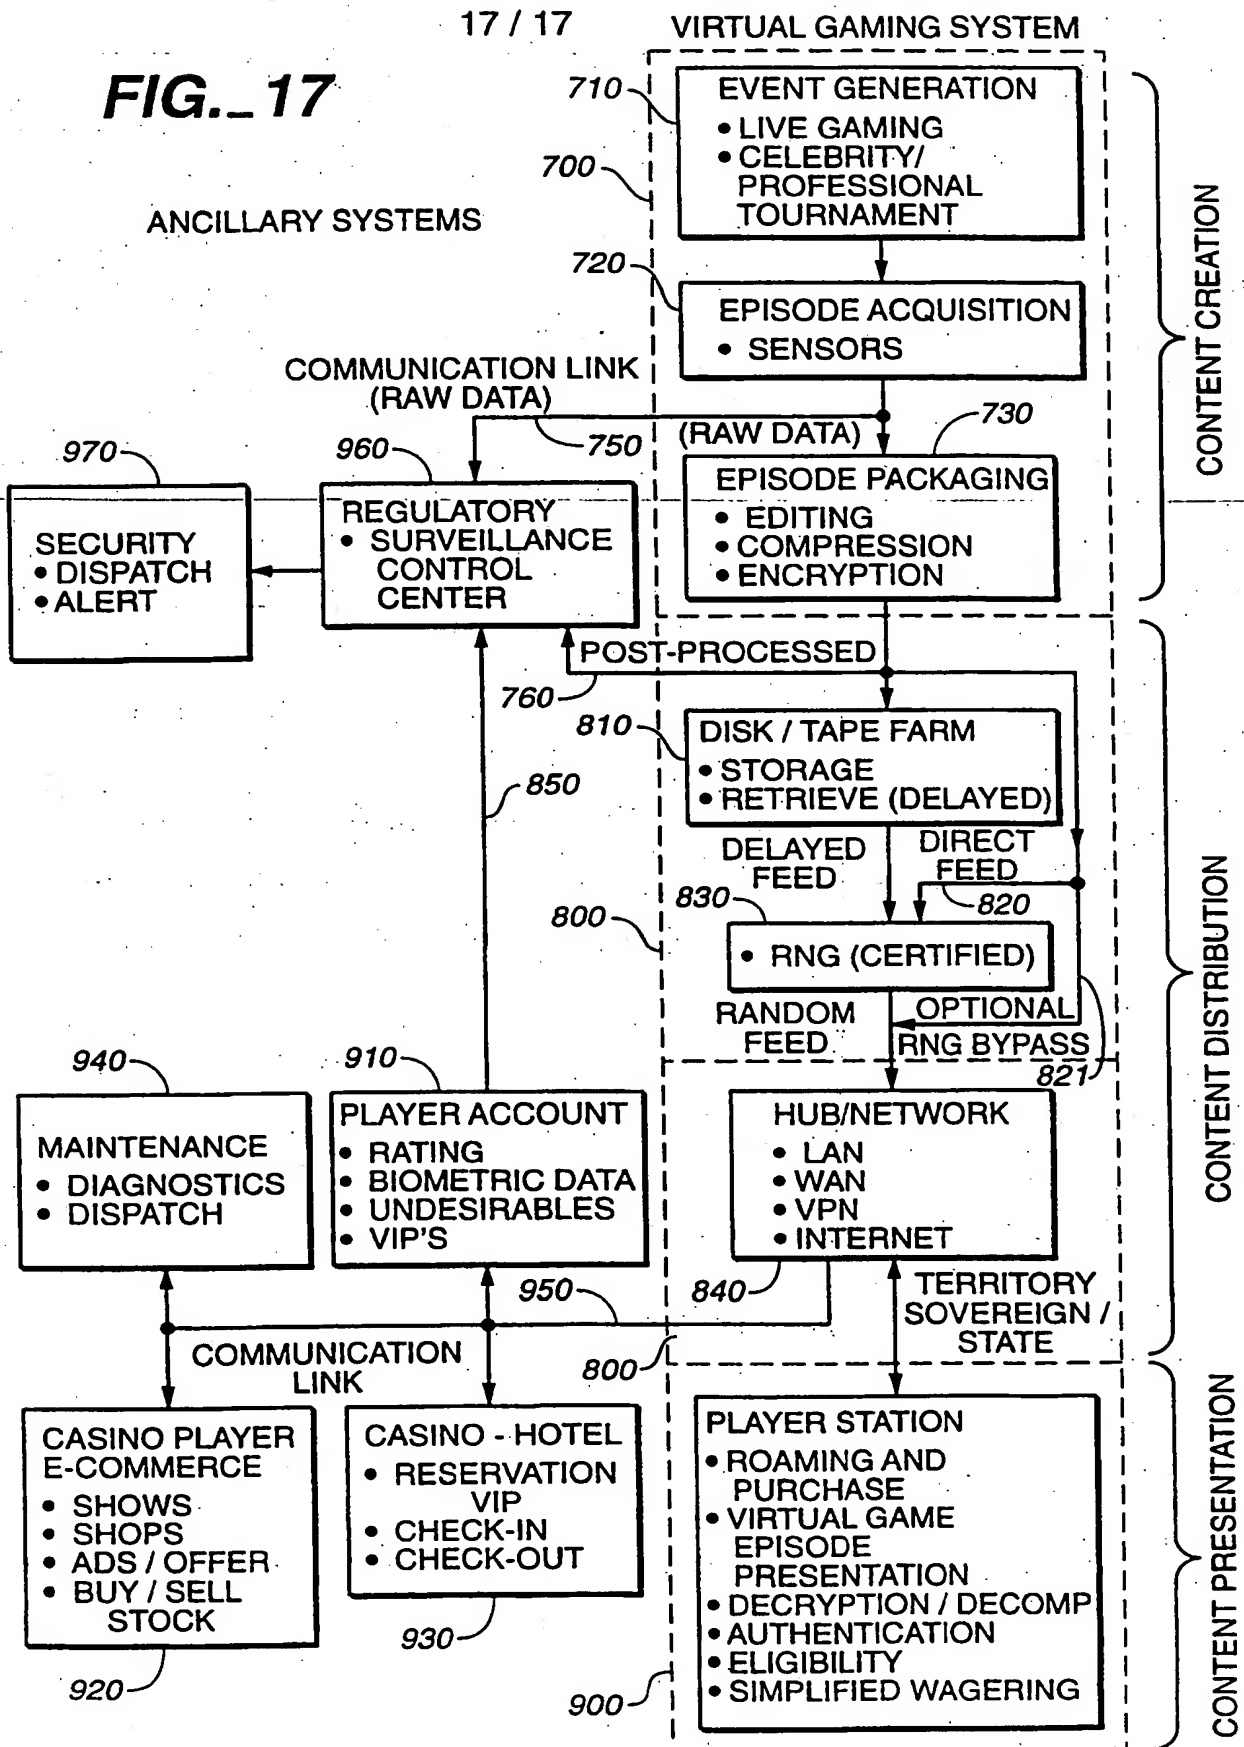 17 / 17
VIRTUAL GAMING SYSTEM
FIG._ 17
ANCILLARY SYSTEMS
710
EVENT GENERATION
• LIVE GAMING
• CELEBRITY/
PROFESSIONAL
TOURNAMENT
700
720
EPISODE ACQUISITION
• SENSORS
CONTENT CREATION
COMMUNICATION LINK
(RAW DATA)
750
(RAW DATA)
730
EPISODE PACKAGING
• EDITING
• COMPRESSION
• ENCRYPTION
970
SECURITY
• DISPATCH
• ALERT
960
REGULATORY
• SURVEILLANCE
CONTROL
CENTER
POST-PROCESSED
760
810
DISK / TAPE FARM
• STORAGE
• RETRIEVE (DELAYED)
850
DELAYED
FEED
DIRECT
FEED
820
830
800
• RNG (CERTIFIED)
RANDOM
FEED
OPTIONAL
RNG BYPASS
821
CONTENT DISTRIBUTION
940
MAINTENANCE
• DIAGNOSTICS
• DISPATCH
910
PLAYER ACCOUNT
• RATING
• BIOMETRIC DATA
• UNDESIRABLES
• VIP'S
HUB/NETWORK
• LAN
• WAN
• VPN
• INTERNET
840
950
TERRITORY
SOVEREIGN /
STATE
800
COMMUNICATION
LINK
CASINO PLAYER
E-COMMERCE
• SHOWS
• SHOPS
• ADS / OFFER
• BUY / SELL
STOCK
920
CASINO - HOTEL
• RESERVATION
VIP
• CHECK-IN
• CHECK-OUT
930
PLAYER STATION
• ROAMING AND
PURCHASE
• VIRTUAL GAME
EPISODE
PRESENTATION
• DECRYPTION / DECOMP
• AUTHENTICATION
• ELIGIBILITY
• SIMPLIFIED WAGERING
900
CONTENT PRESENTATION